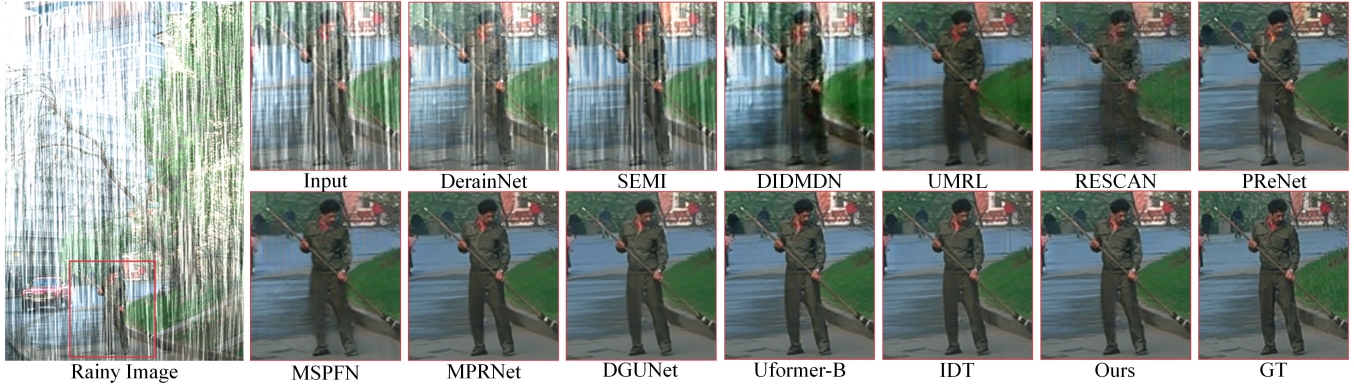 Input DerainNet SEMI DIDMDN UMRL RESCAN PReNet
Rainy Image MSPFN MPRNet DGUNet Uformer-B IDT Ours GT